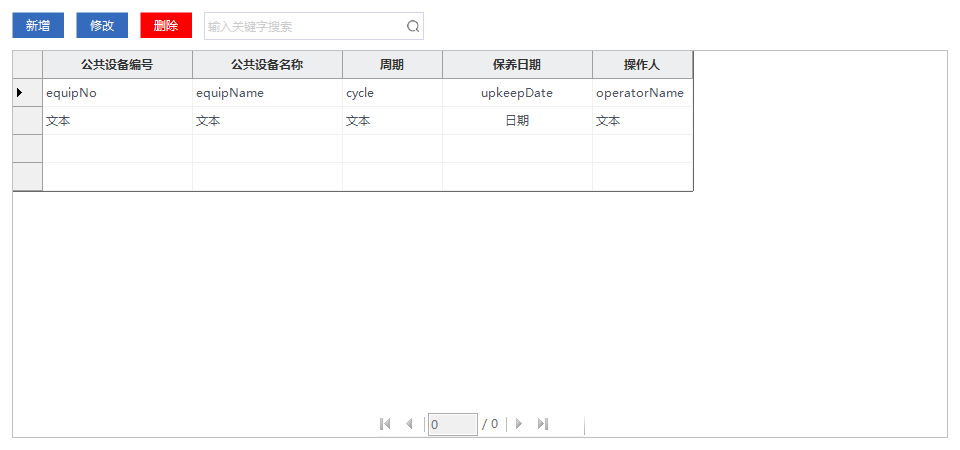 新增 修改 删除 输入关键字搜索
公共设备编号 公共设备名称 周期 保养日期 操作人
equipNo equipName cycle upkeepDate operatorName
文本 文本 文本 日期 文本
0 / 0